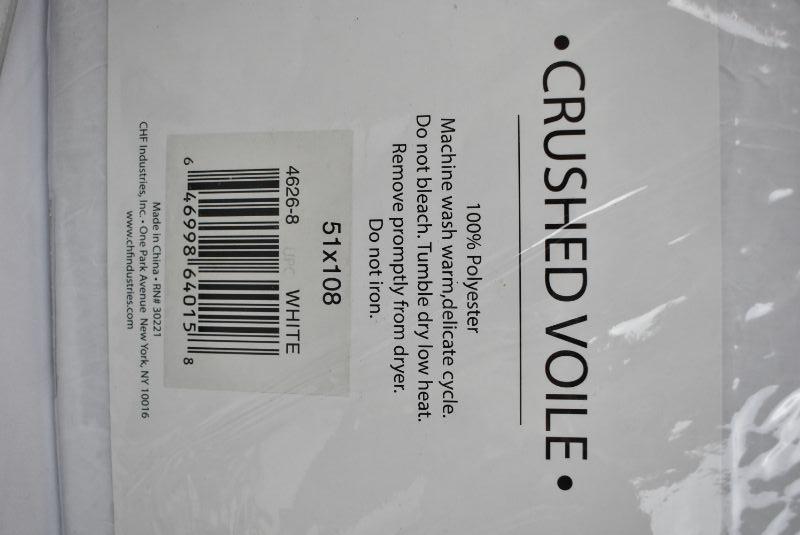 • CRUSHED VOILE •
100% Polyester
Machine wash warm,delicate cycle.
Do not bleach. Tumble dry low heat.
Remove promptly from dryer.
Do not iron.
51x108
4626-8 UPC WHITE
6 46998 64015 8
Made in China • RN# 30221
CHF Industries, Inc. • One Park Avenue New York, NY 10016
www.chfindustries.com